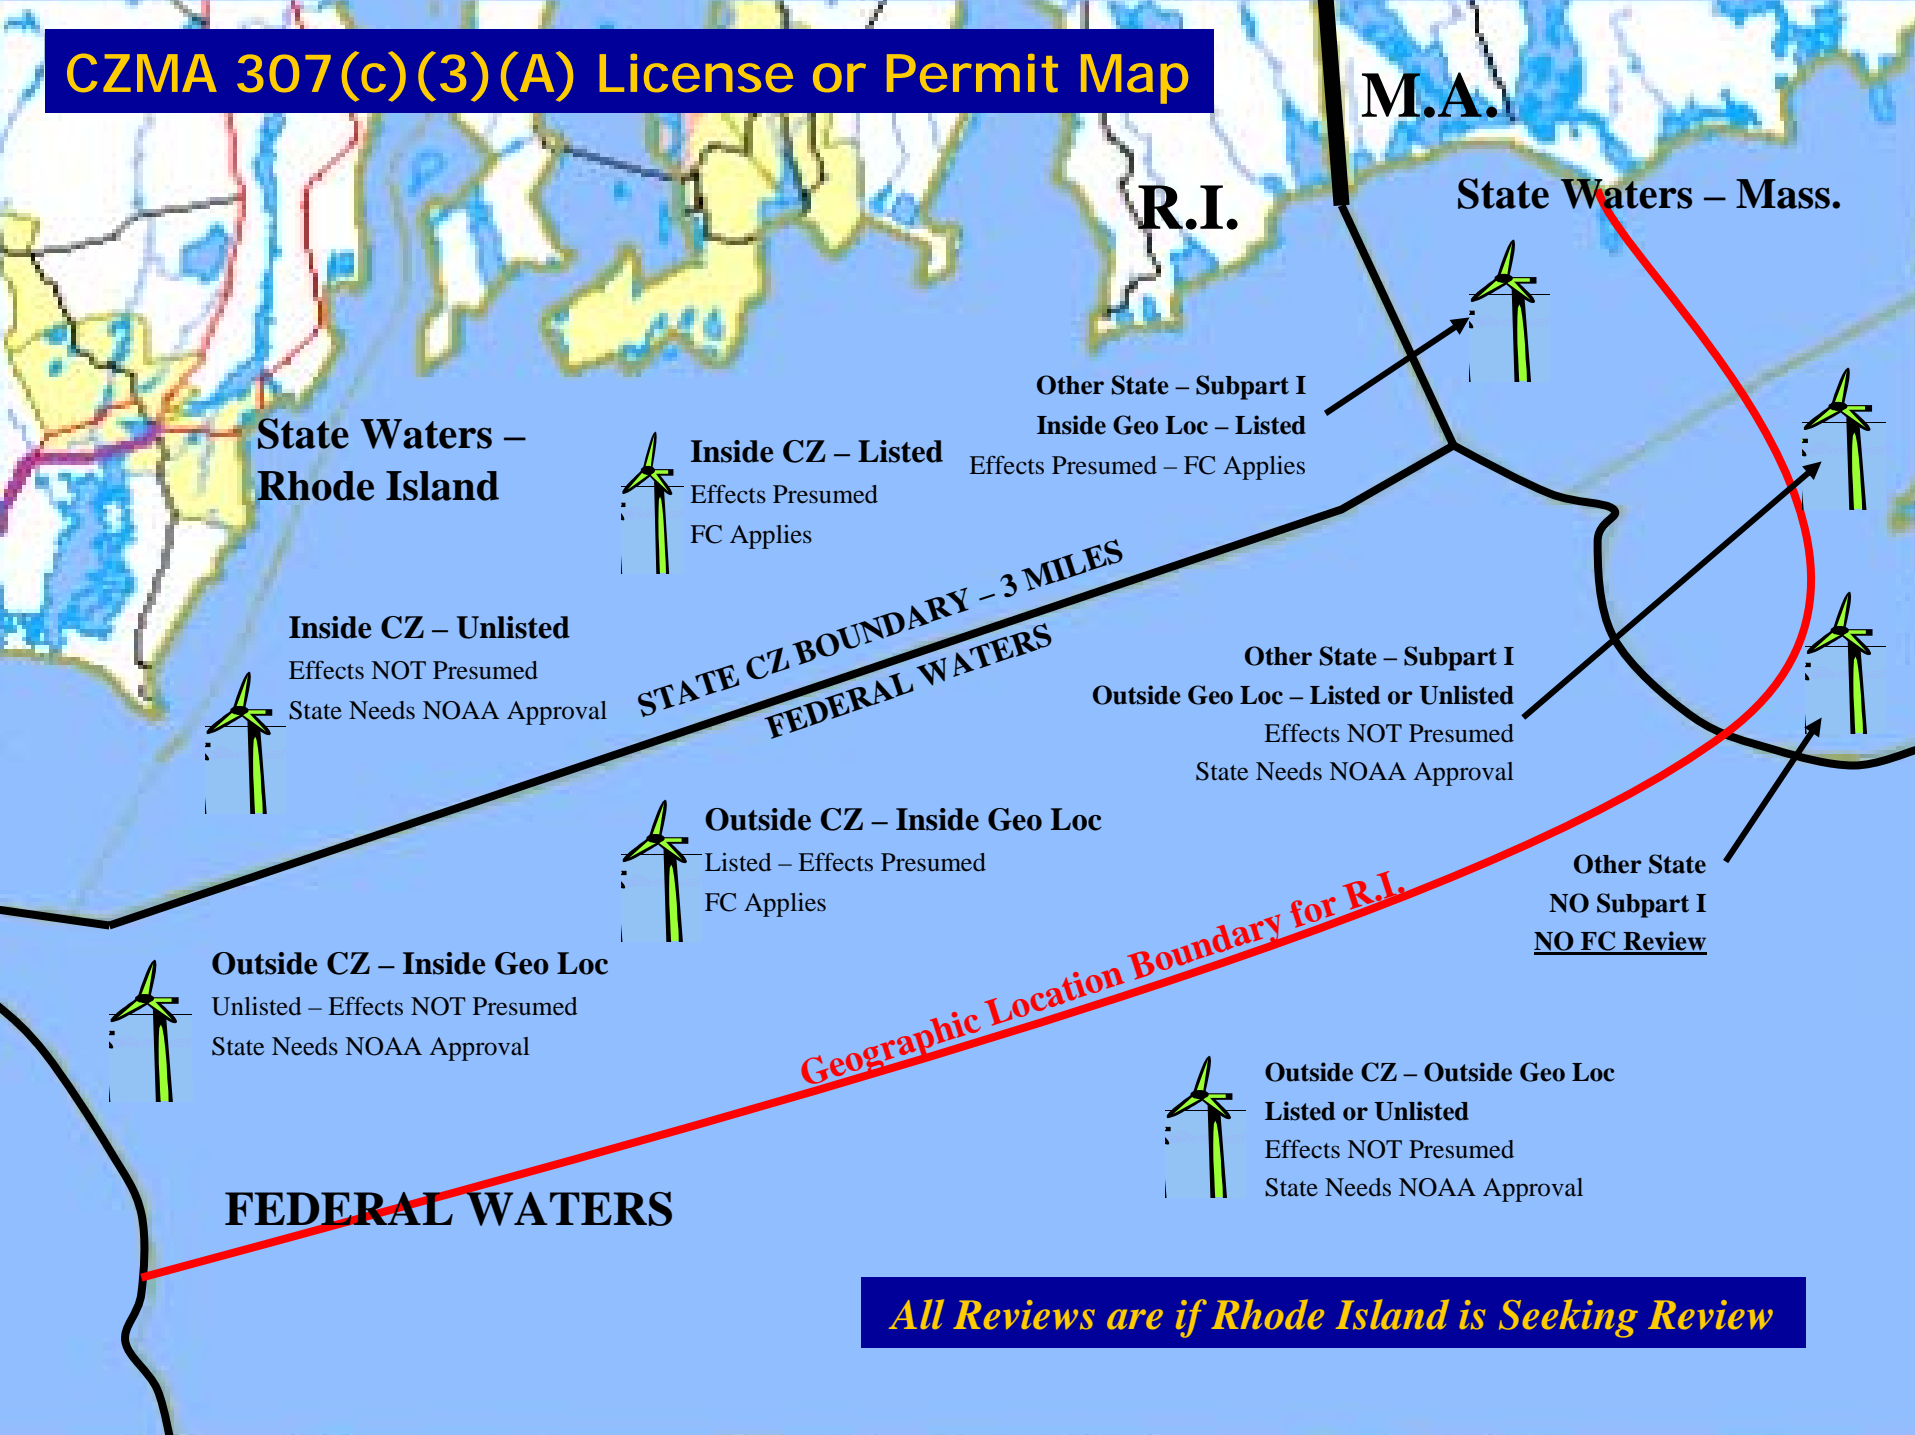 CZMA 307(c)(3)(A) License or Permit Map
M.A.
R.I.
State Waters – Mass.
Other State – Subpart I
Inside Geo Loc – Listed
Effects Presumed – FC Applies
State Waters –
Rhode Island
Inside CZ – Listed
Effects Presumed
FC Applies
STATE CZ BOUNDARY – 3 MILES
FEDERAL WATERS
Inside CZ – Unlisted
Effects NOT Presumed
State Needs NOAA Approval
Other State – Subpart I
Outside Geo Loc – Listed or Unlisted
Effects NOT Presumed
State Needs NOAA Approval
Outside CZ – Inside Geo Loc
Listed – Effects Presumed
FC Applies
Other State
NO Subpart I
NO FC Review
Geographic Location Boundary for R.I.
Outside CZ – Inside Geo Loc
Unlisted – Effects NOT Presumed
State Needs NOAA Approval
Outside CZ – Outside Geo Loc
Listed or Unlisted
Effects NOT Presumed
State Needs NOAA Approval
FEDERAL WATERS
All Reviews are if Rhode Island is Seeking Review